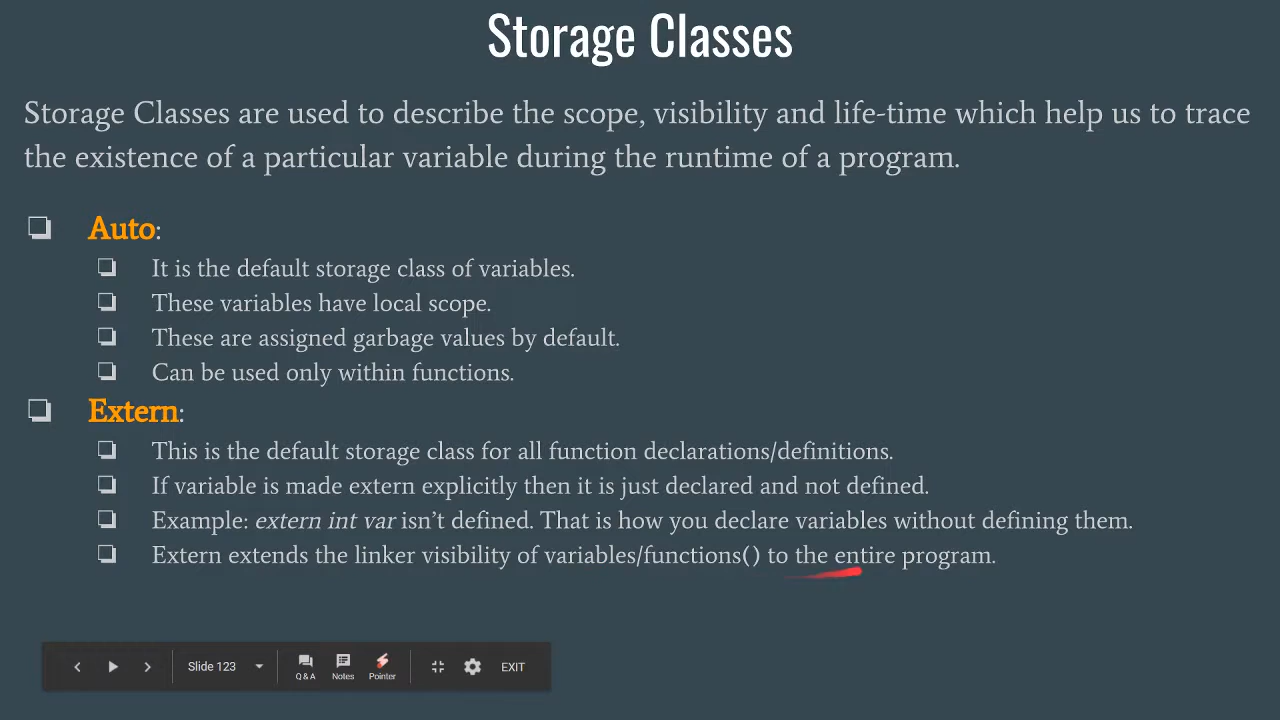 Storage Classes
Storage Classes are used to describe the scope, visibility and life-time which help us to trace
the existence of a particular variable during the runtime of a program.
Auto:
It is the default storage class of variables.
These variables have local scope.
These are assigned garbage values by default.
Can be used only within functions.
Extern:
This is the default storage class for all function declarations/definitions.
If variable is made extern explicitly then it is just declared and not defined.
Example: extern int var isn't defined. That is how you declare variables without defining them.
Extern extends the linker visibility of variables/functions() to the entire program.
Slide 123 Q & A Notes Pointer EXIT